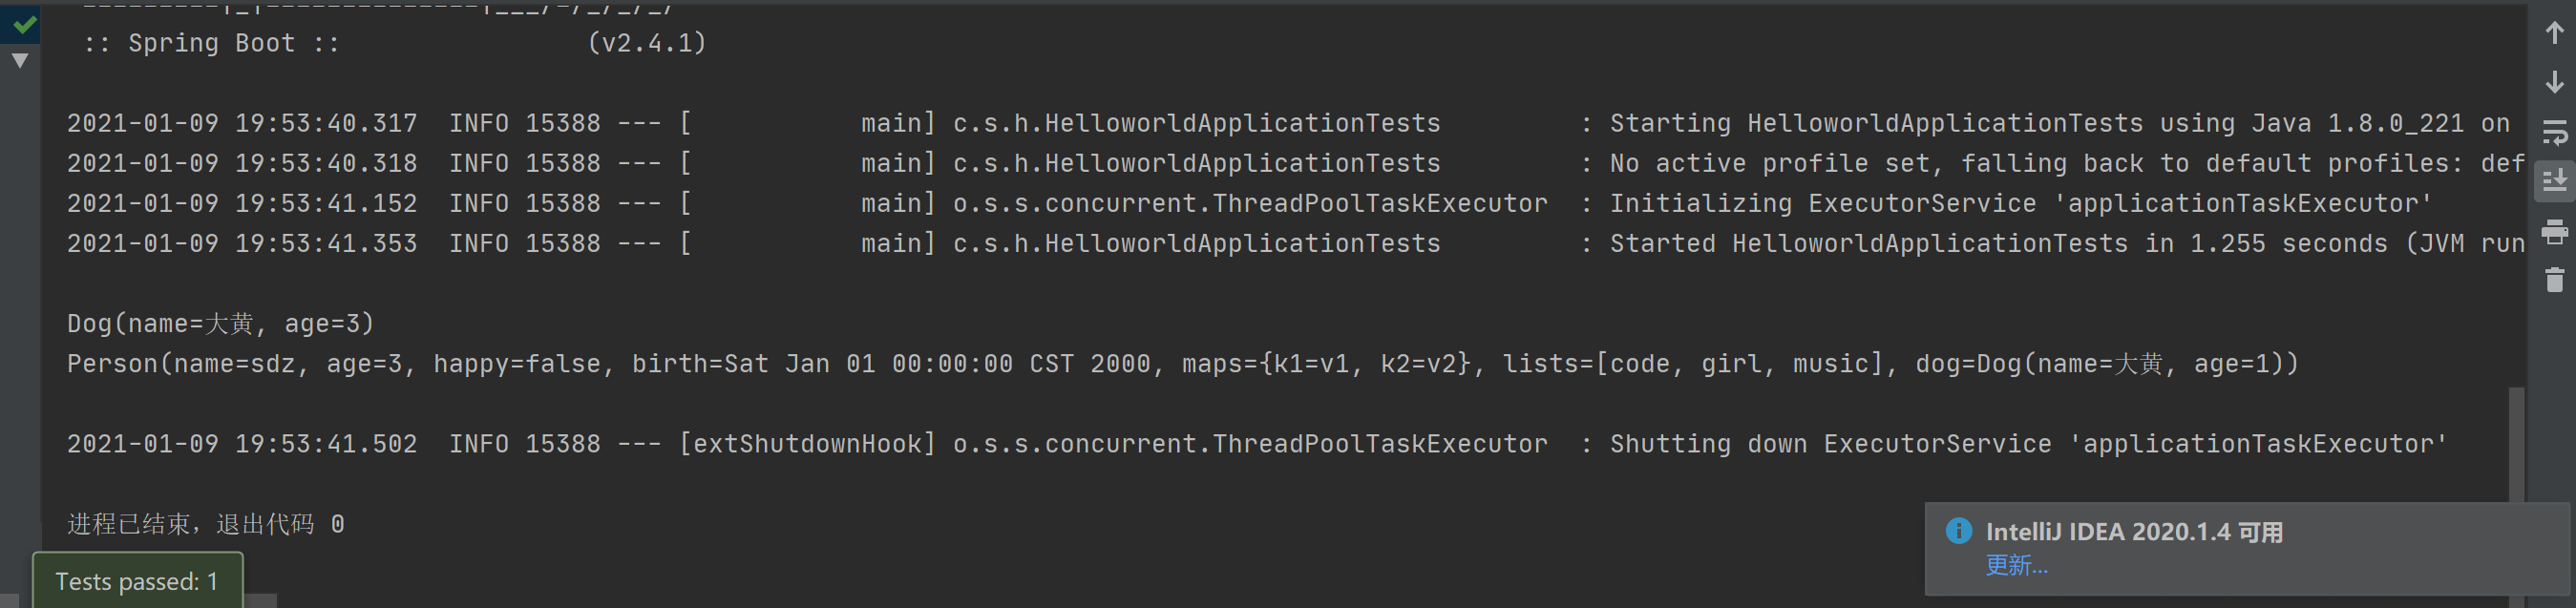 :: Spring Boot ::                (v2.4.1)
2021-01-09 19:53:40.317  INFO 15388 --- [           main] c.s.h.HelloworldApplicationTests         : Starting HelloworldApplicationTests using Java 1.8.0_221 on
2021-01-09 19:53:40.318  INFO 15388 --- [           main] c.s.h.HelloworldApplicationTests         : No active profile set, falling back to default profiles: def
2021-01-09 19:53:41.152  INFO 15388 --- [           main] o.s.s.concurrent.ThreadPoolTaskExecutor  : Initializing ExecutorService 'applicationTaskExecutor'
2021-01-09 19:53:41.353  INFO 15388 --- [           main] c.s.h.HelloworldApplicationTests         : Started HelloworldApplicationTests in 1.255 seconds (JVM run
Dog(name=大黄, age=3)
Person(name=sdz, age=3, happy=false, birth=Sat Jan 01 00:00:00 CST 2000, maps={k1=v1, k2=v2}, lists=[code, girl, music], dog=Dog(name=大黄, age=1))
2021-01-09 19:53:41.502  INFO 15388 --- [extShutdownHook] o.s.s.concurrent.ThreadPoolTaskExecutor  : Shutting down ExecutorService 'applicationTaskExecutor'
进程已结束，退出代码 0
IntelliJ IDEA 2020.1.4 可用
更新...
Tests passed: 1